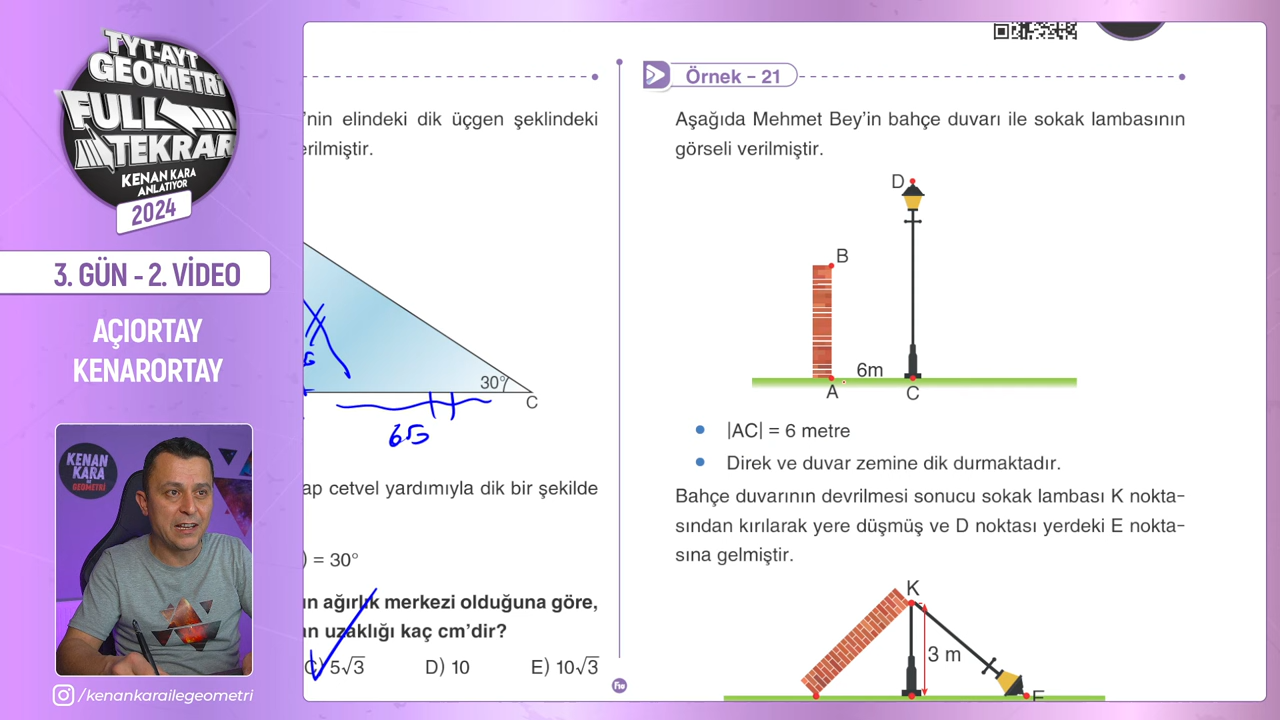 TYT-AYT
GEOMETRİ
FULL
TEKRAR
KENAN KARA
ANLATIYOR
2024
3. GÜN - 2. VİDEO
AÇIORTAY
KENARORTAY
KENAN
KARA
GEOMETRİ
/kenankarailegeometri
'nin elindeki dik üçgen şeklindeki
erilmiştir.
30°
C
6√3
ap cetvel yardımıyla dik bir şekilde
) = 30°
ın ağırlık merkezi olduğuna göre,
an uzaklığı kaç cm'dir?
C) 5√3 D) 10 E) 10√3
Örnek – 21
Aşağıda Mehmet Bey'in bahçe duvarı ile sokak lambasının
görseli verilmiştir.
D
B
6m
A C
|AC| = 6 metre
Direk ve duvar zemine dik durmaktadır.
Bahçe duvarının devrilmesi sonucu sokak lambası K nokta-
sından kırılarak yere düşmüş ve D noktası yerdeki E nokta-
sına gelmiştir.
K
3 m
E